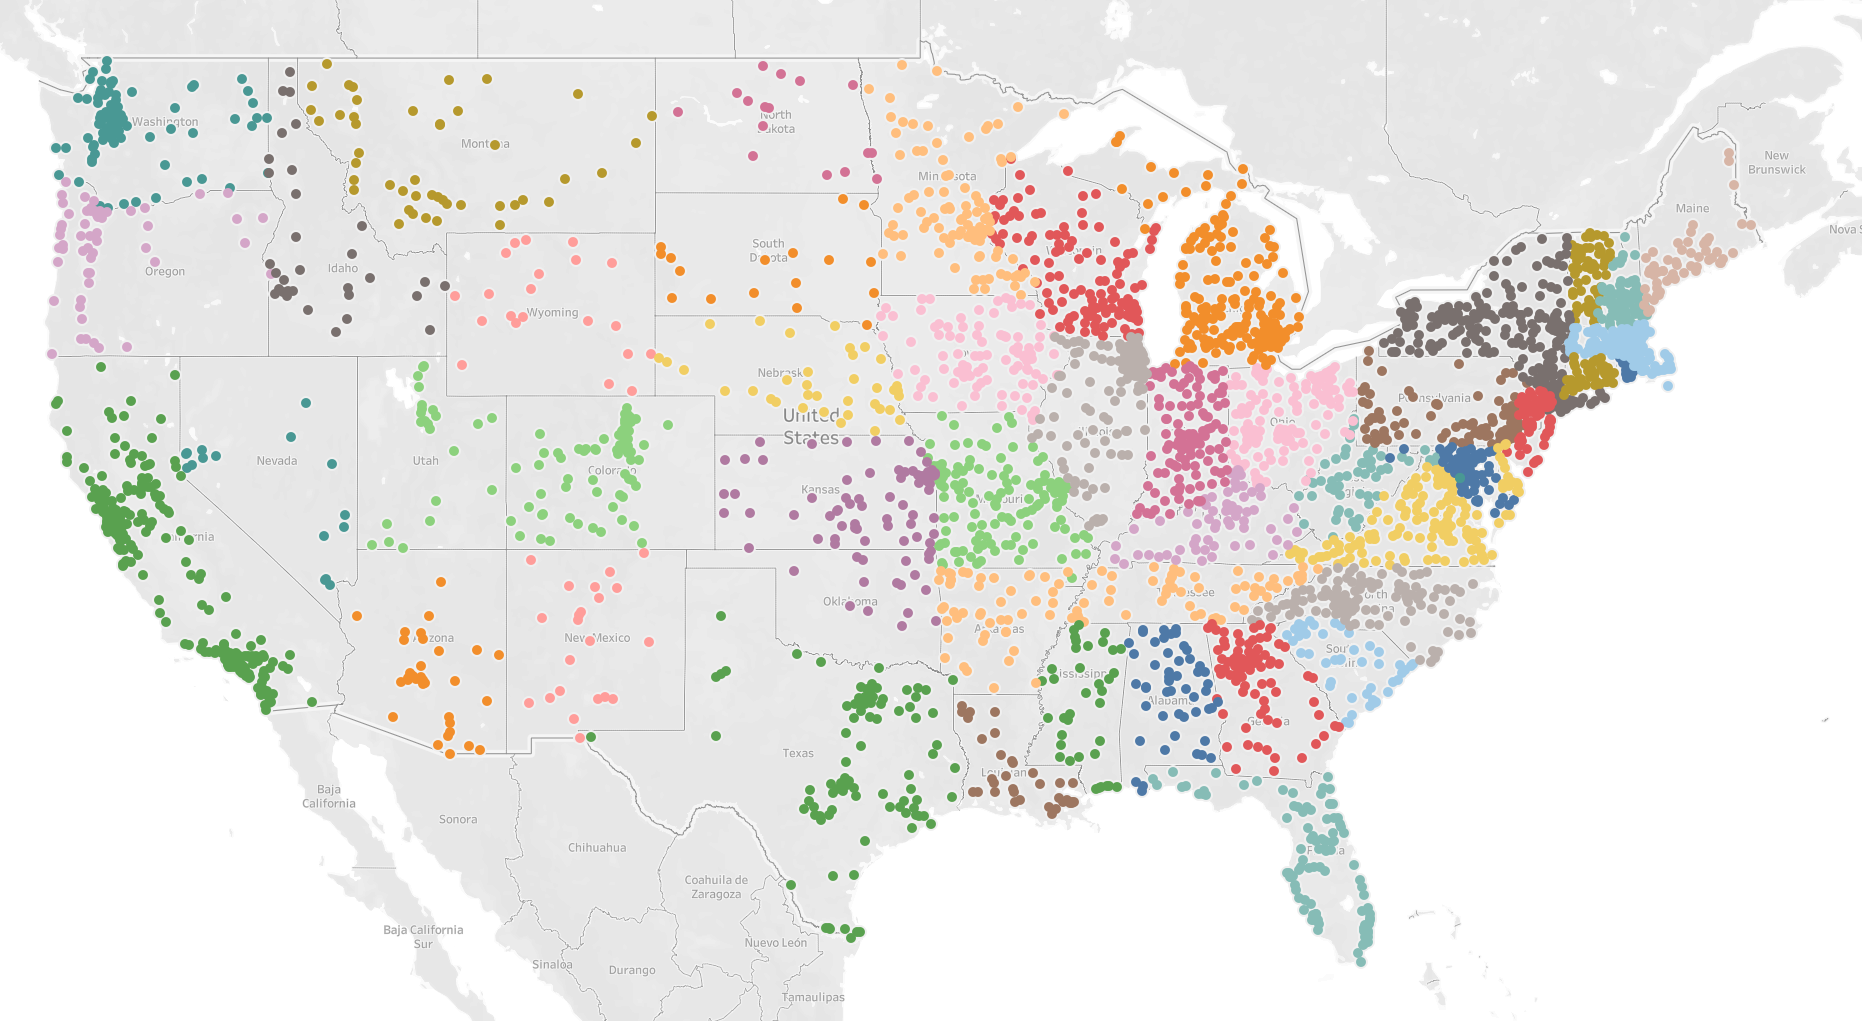 Washington
Montana
North
Dakota
Minnesota
New
Brunswick
Maine
Nova S
Oregon
Idaho
South
Dakota
Wisconsin
Wyoming
Nebraska
United
States
Pennsylvania
Ohio
Illinois
Nevada
Utah
Colorado
Kansas
Missouri
California
Oklahoma
Tennessee
North
Arizona
New Mexico
Arkansas
South
Mississippi
Alabama
Georgia
Texas
Louisiana
Baja
California
Sonora
Chihuahua
Florida
Coahuila de
Zaragoza
Baja California
Sur
Nuevo León
Sinaloa
Durango
Tamaulipas